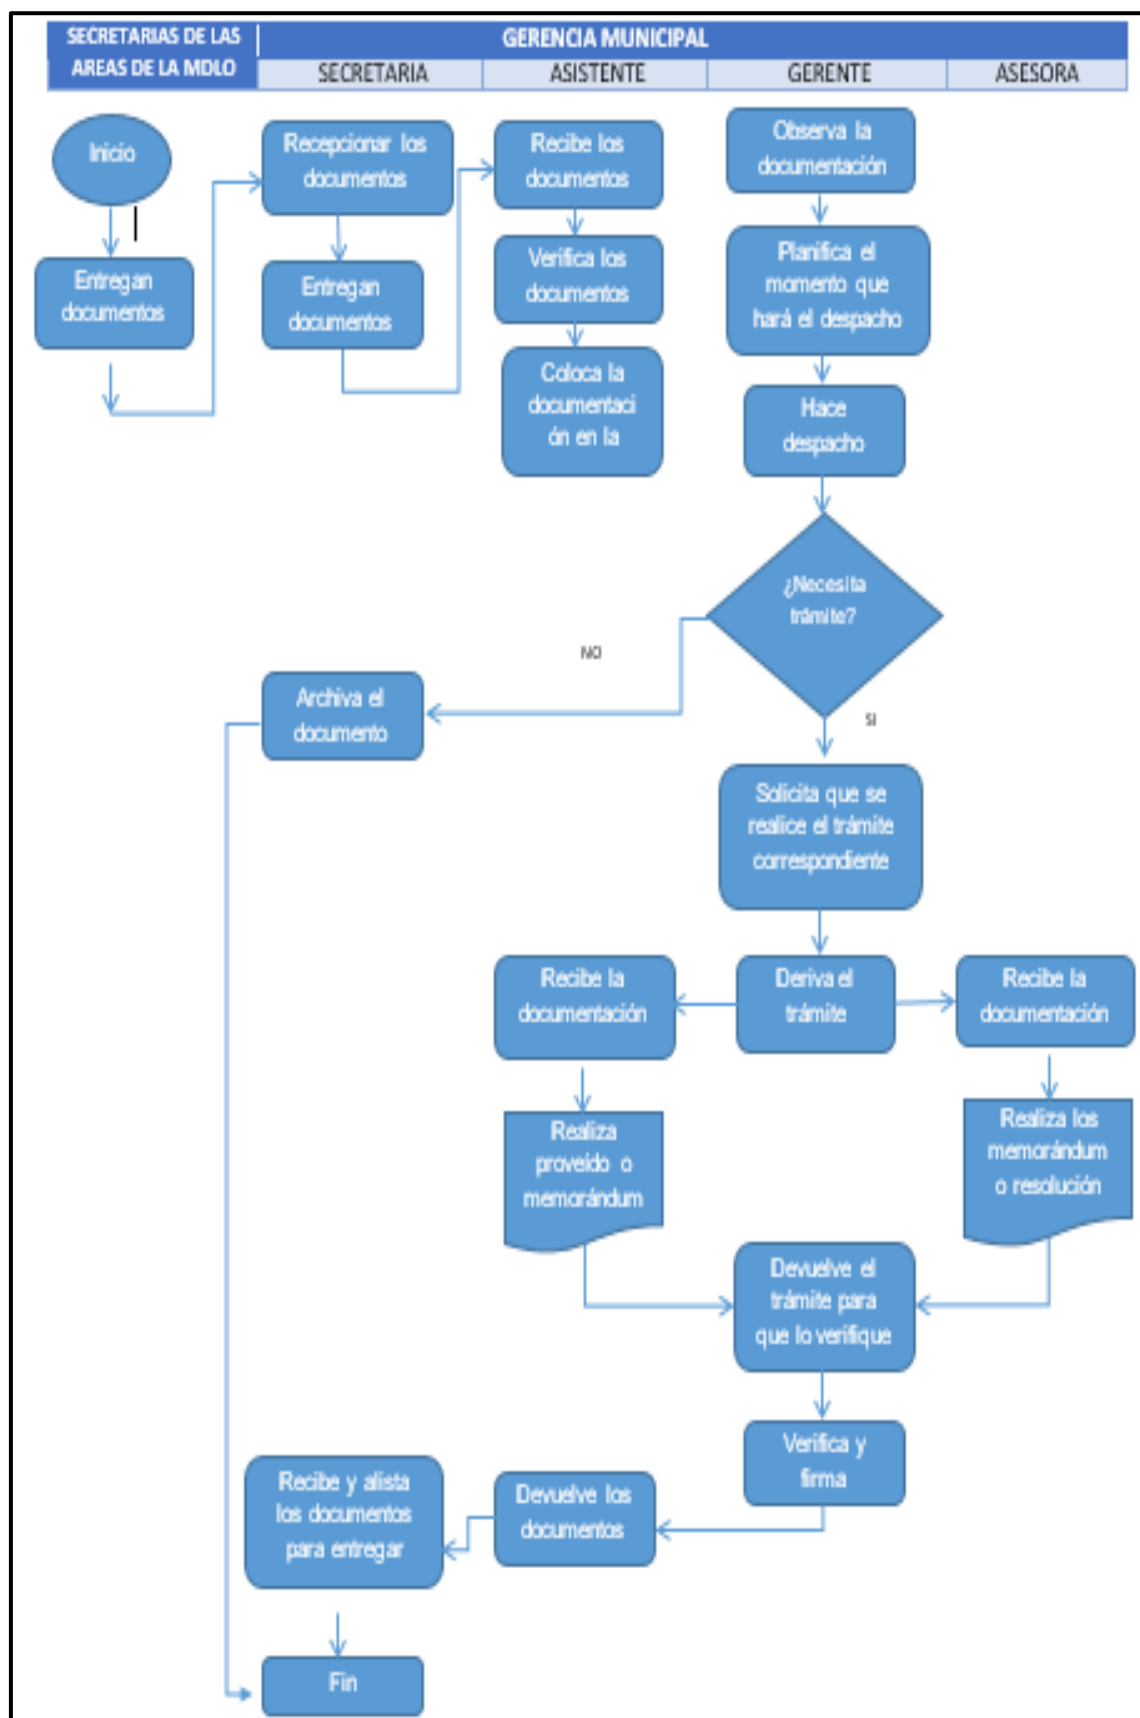 SECRETARIAS DE LAS
AREAS DE LA MDLO
GERENCIA MUNICIPAL
SECRETARIA
ASISTENTE
GERENTE
ASESORA
Inicio
Entregan
documentos
Recepcionar los
documentos
Entregan
documentos
Recibe los
documentos
Verifica los
documentos
Coloca la
documentaci
ón en la
Observa la
documentación
Planifica el
momento que
hará el despacho
Hace
despacho
¿Necesita
trámite?
NO
SI
Archiva el
documento
Solicita que se
realice el trámite
correspondiente
Recibe la
documentación
Deriva el
trámite
Recibe la
documentación
Realiza
proveído o
memorándum
Realiza los
memorándum
o resolución
Devuelve el
trámite para
que lo verifique
Verifica y
firma
Devuelve los
documentos
Recibe y alista
los documentos
para entregar
Fin